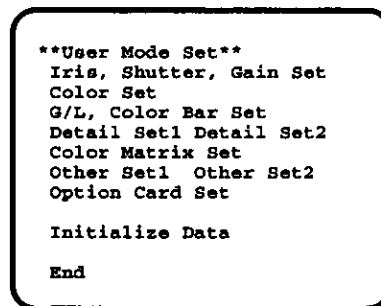 **User Mode Set**
Iris, Shutter, Gain Set
Color Set
G/L, Color Bar Set
Detail Set1 Detail Set2
Color Matrix Set
Other Set1 Other Set2
Option Card Set
Initialize Data
End